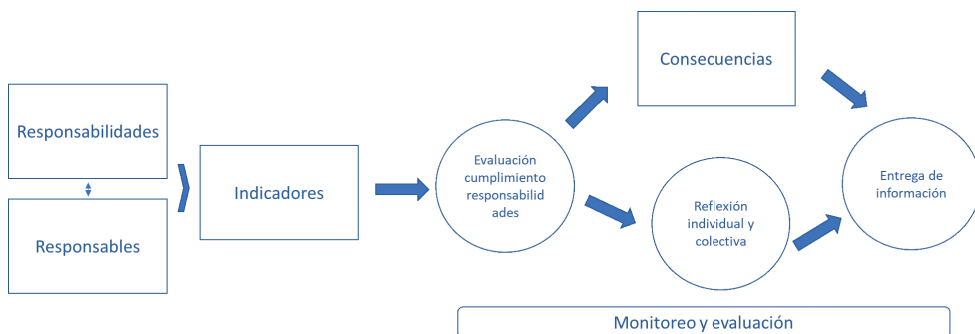 Responsabilidades
Responsables
Indicadores
Evaluación
cumplimiento
responsabilid
ades
Consecuencias
Reflexión
individual y
colectiva
Entrega de
información
Monitoreo y evaluación